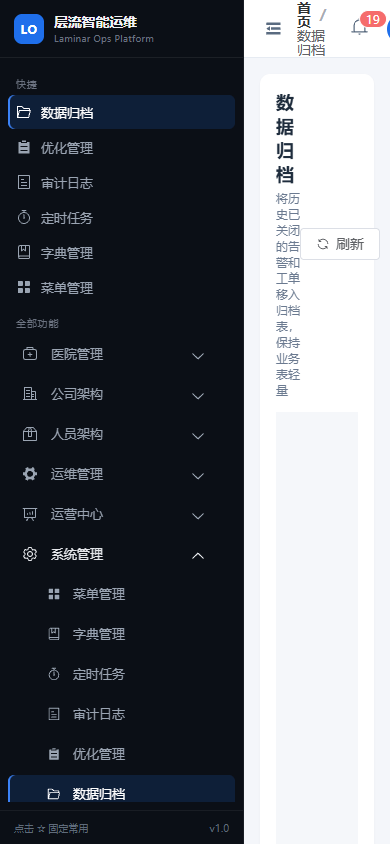 LO
层流智能运维
Laminar Ops Platform
快捷
数据归档
优化管理
审计日志
定时任务
字典管理
菜单管理
全部功能
医院管理
公司架构
人员架构
运维管理
运营中心
系统管理
菜单管理
字典管理
定时任务
审计日志
优化管理
数据归档
点击 ☆ 固定常用
v1.0
首
页 /
数据
归档
19
数
据
归
档
将历
史已
关闭
的告
警和
工单
移入
归档
表，
保持
业务
表轻
量
刷新